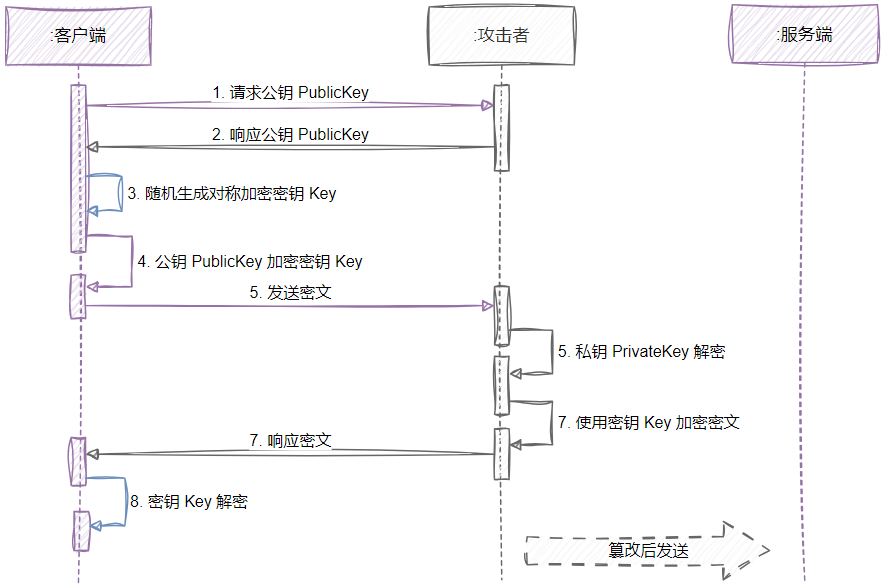 :客户端
:攻击者
:服务端
1. 请求公钥 PublicKey
2. 响应公钥 PublicKey
3. 随机生成对称加密密钥 Key
4. 公钥 PublicKey 加密密钥 Key
5. 发送密文
5. 私钥 PrivateKey 解密
7. 使用密钥 Key 加密密文
7. 响应密文
8. 密钥 Key 解密
篡改后发送